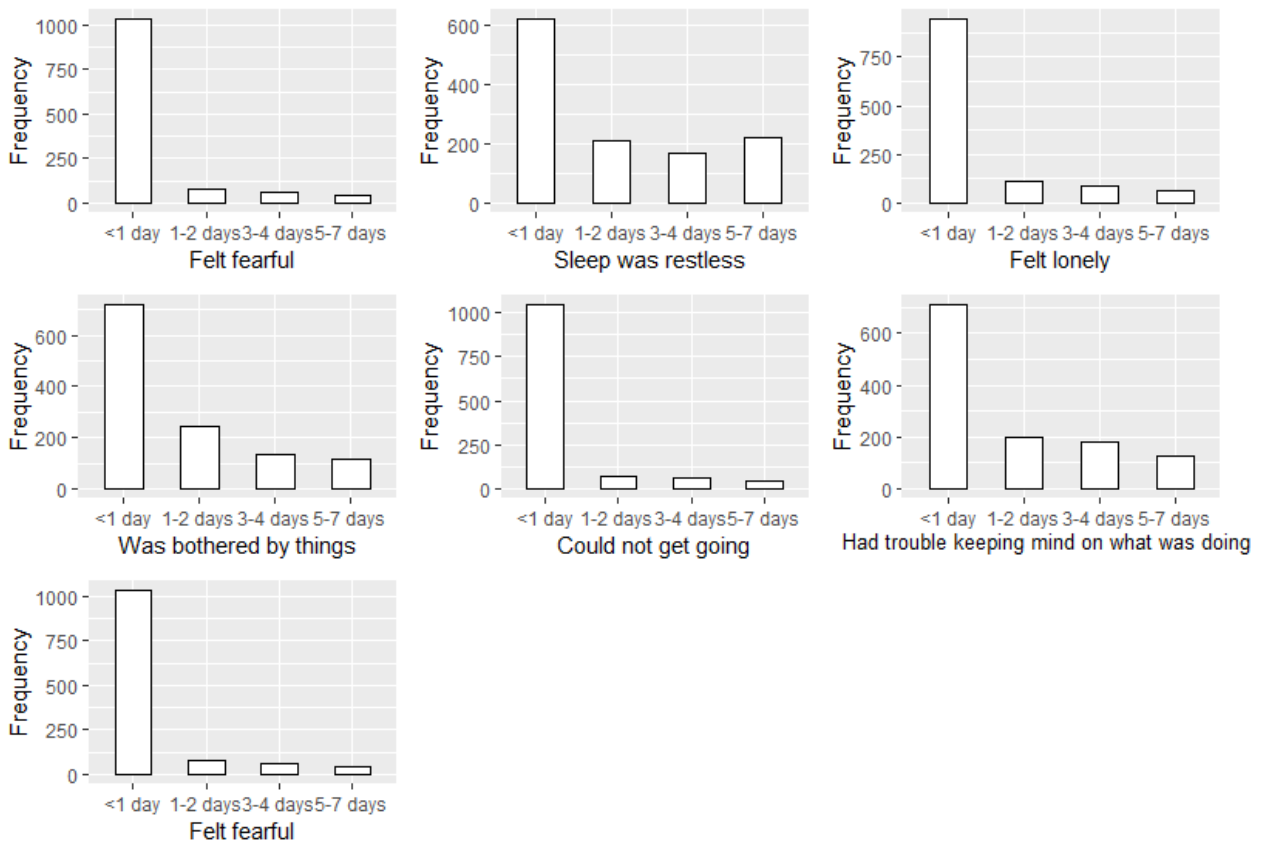 Frequency
1000
750
500
250
0
<1 day 1-2 days 3-4 days 5-7 days
Felt fearful
Frequency
600
400
200
0
<1 day 1-2 days 3-4 days 5-7 days
Sleep was restless
Frequency
750
500
250
0
<1 day 1-2 days 3-4 days 5-7 days
Felt lonely
Frequency
600
400
200
0
<1 day 1-2 days 3-4 days 5-7 days
Was bothered by things
Frequency
1000
750
500
250
0
<1 day 1-2 days 3-4 days 5-7 days
Could not get going
Frequency
600
400
200
0
<1 day 1-2 days 3-4 days 5-7 days
Had trouble keeping mind on what was doing
Frequency
1000
750
500
250
0
<1 day 1-2 days 3-4 days 5-7 days
Felt fearful